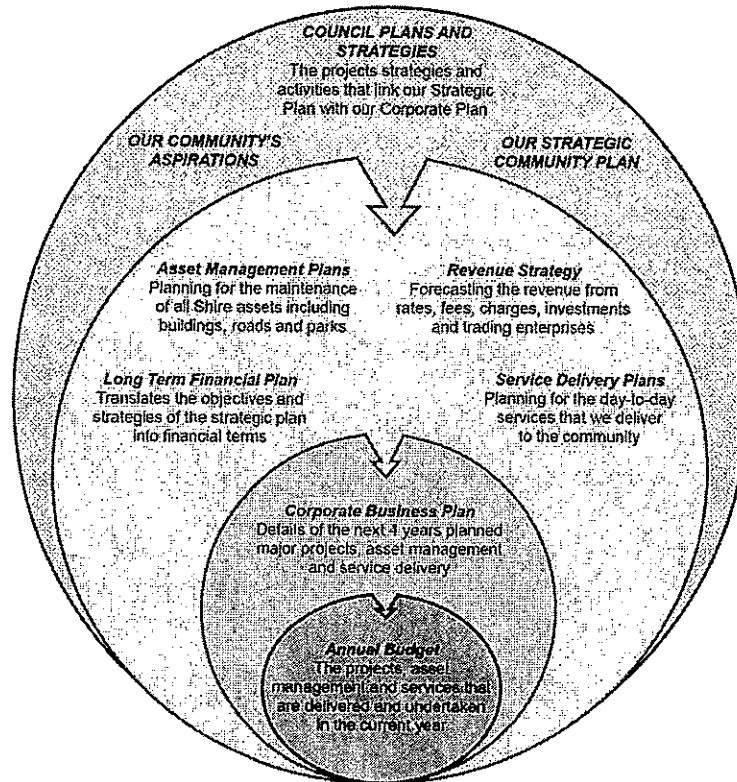 COUNCIL PLANS AND
STRATEGIES
The projects strategies and
activities that link our Strategic
Plan with our Corporate Plan
OUR COMMUNITY'S
ASPIRATIONS
OUR STRATEGIC
COMMUNITY PLAN
Asset Management Plans
Planning for the maintenance
of all Shire assets including
buildings, roads and parks
Revenue Strategy
Forecasting the revenue from
rates, fees, charges, investments
and trading enterprises
Long Term Financial Plan
Translates the objectives and
strategies of the strategic plan
into financial terms
Service Delivery Plans
Planning for the day-to-day
services that we deliver
to the community
Corporate Business Plan
Details of the next 4 years planned
major projects, asset management
and service delivery
Annual Budget
The projects, asset
management and services that
are delivered and undertaken
in the current year